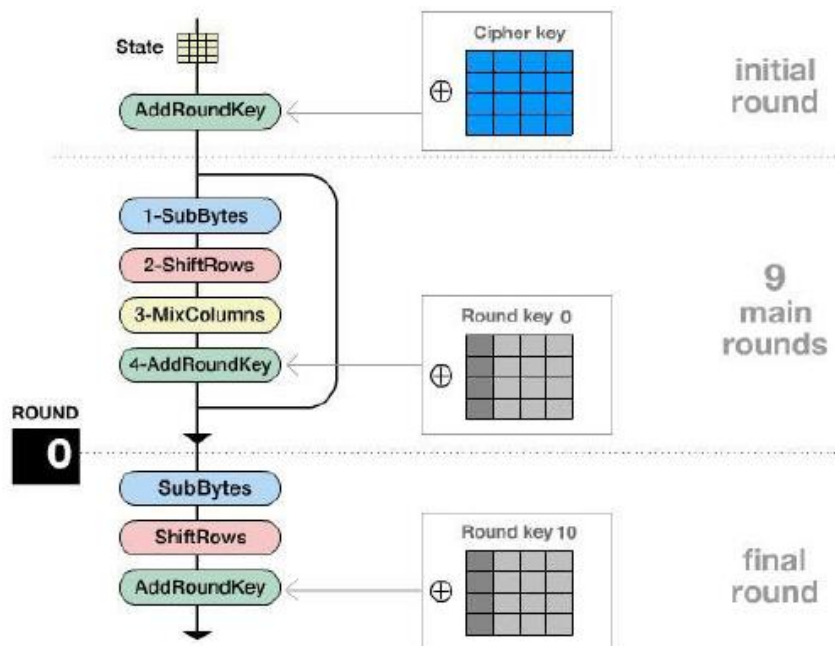 State
Cipher key
initial
round
AddRoundKey
⊕
1-SubBytes
2-ShiftRows
3-MixColumns
4-AddRoundKey
Round key 0
⊕
9
main
rounds
ROUND
0
SubBytes
ShiftRows
AddRoundKey
Round key 10
⊕
final
round